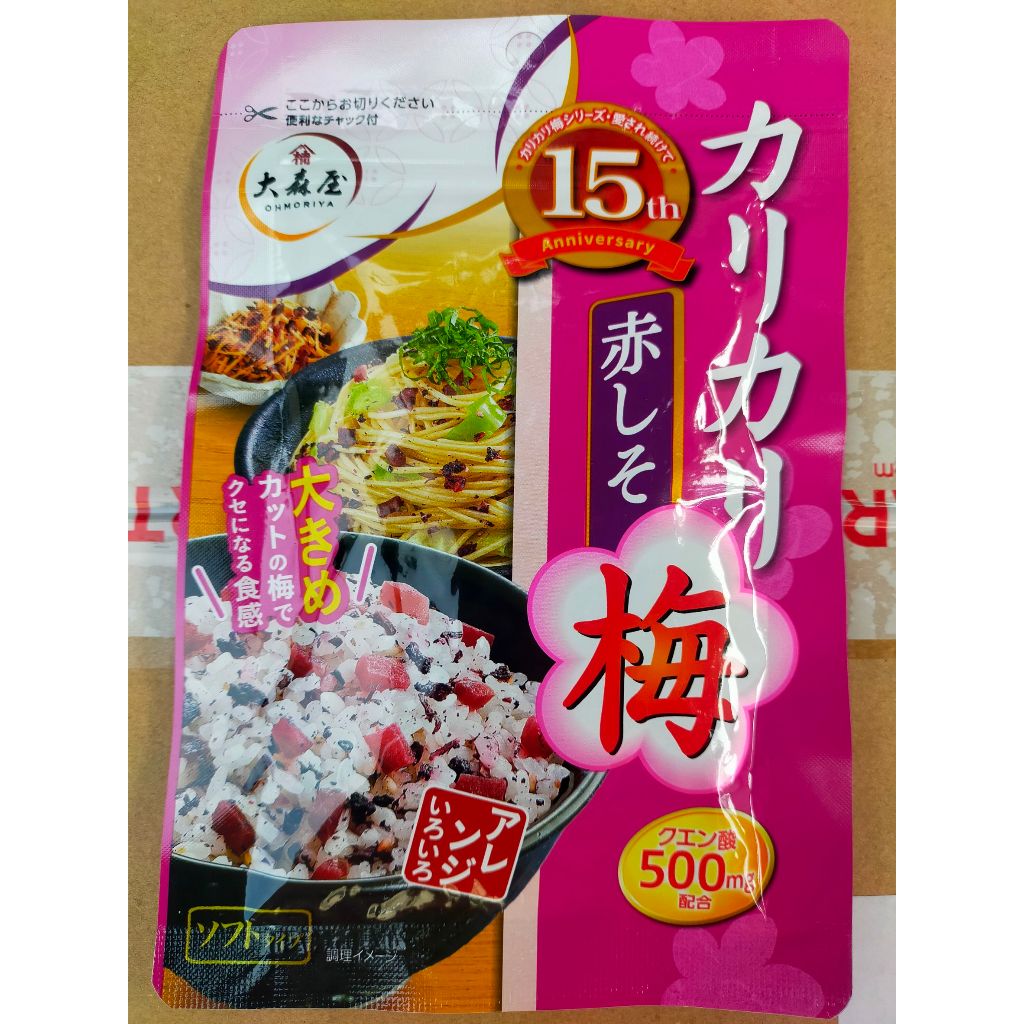 ここからお切りください
便利なチャック付
大森屋
OHMORIYA
カリカリ梅シリーズ・愛され続けて
15th
Anniversary
カリカリ
梅
赤しそ
大きめ
カットの梅で
クセになる食感
アレンジ
いろいろ
クエン酸
500mg
配合
ソフトタイプ
調理イメージ